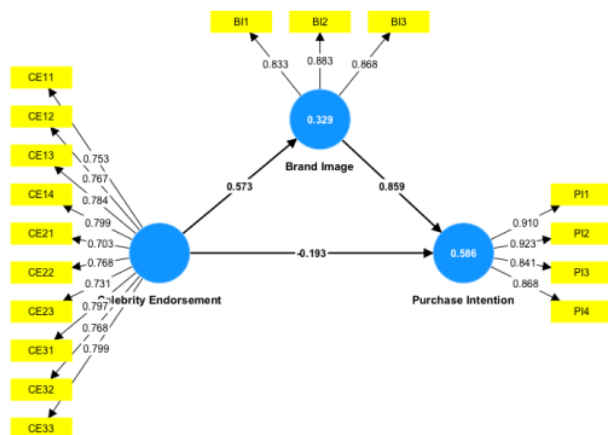 BI1
BI2
BI3
0.833
0.883
0.868
CE11
CE12
CE13
CE14
CE21
CE22
CE23
CE31
CE32
CE33
0.753
0.767
0.784
0.799
0.703
0.768
0.731
0.797
0.768
0.799
0.329
Brand Image
0.573
0.859
-0.193
Celebrity Endorsement
0.586
Purchase Intention
0.910
0.923
0.841
0.868
PI1
PI2
PI3
PI4